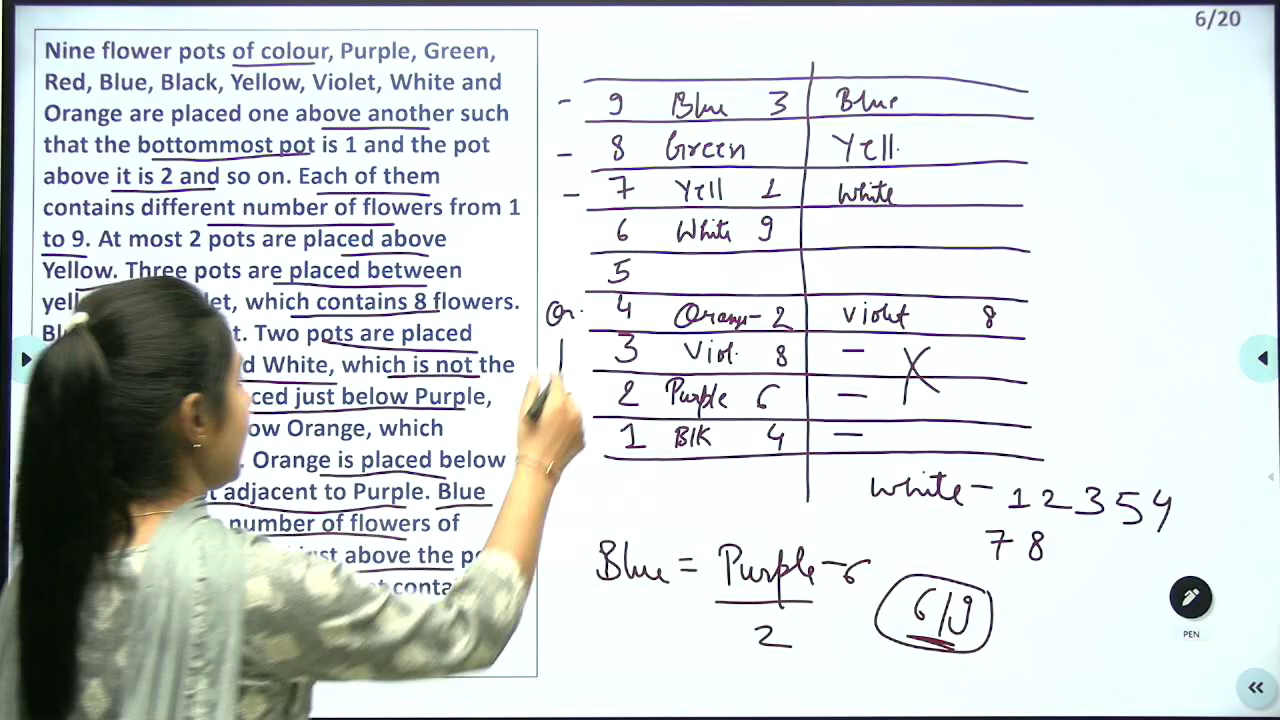 6/20
Nine flower pots of colour, Purple, Green,
Red, Blue, Black, Yellow, Violet, White and
Orange are placed one above another such
that the bottommost pot is 1 and the pot
above it is 2 and so on. Each of them
contains different number of flowers from 1
to 9. At most 2 pots are placed above
Yellow. Three pots are placed between
which contains 8 flowers.
Two pots are placed
White, which is not the
just below Purple,
Orange, which
Orange is placed below
adjacent to Purple. Blue
number of flowers of
just above the
- 9 Blue 3 Blue
- 8 Green Yell.
- 7 Yell 1 White
6 White 9
5
Or. 4 Orange - 2 Violet 8
3 Viol. 8 -
2 Purple 6 -
1 Blk 4 -
White - 1 2 3 5 4
7 8
Blue = Purple - 6
2
6/9
PEN